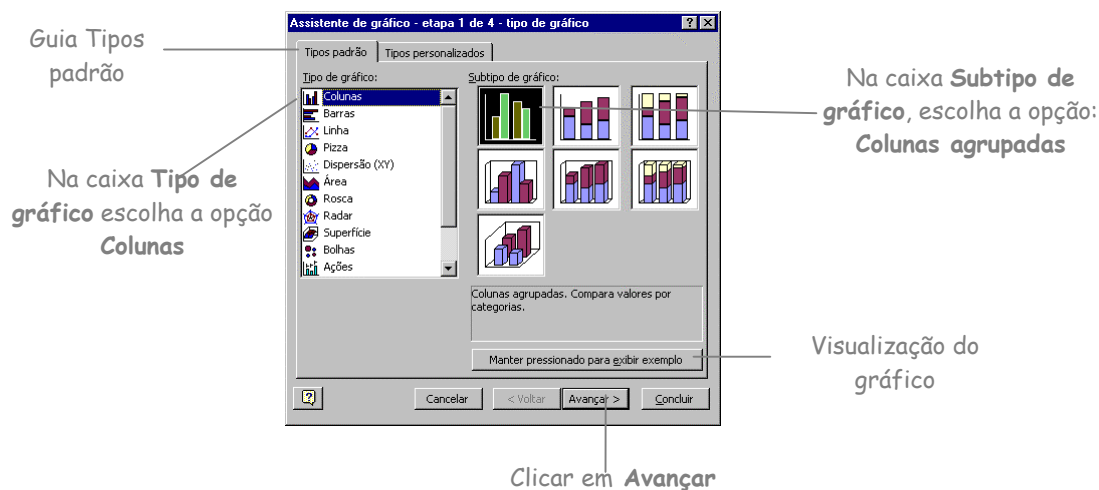 Assistente de gráfico - etapa 1 de 4 - tipo de gráfico
Guia Tipos
padrão
Tipos padrão
Tipos personalizados
Tipo de gráfico:
Colunas
Barras
Linha
Pizza
Dispersão (XY)
Área
Rosca
Radar
Superfície
Bolhas
Ações
Subtipo de gráfico:
Na caixa Subtipo de
gráfico, escolha a opção:
Colunas agrupadas
Na caixa Tipo de
gráfico escolha a opção
Colunas
Colunas agrupadas. Compara valores por
categorias.
Manter pressionado para exibir exemplo
Visualização do
gráfico
Cancelar
< Voltar
Avançar >
Concluir
Clicar em Avançar